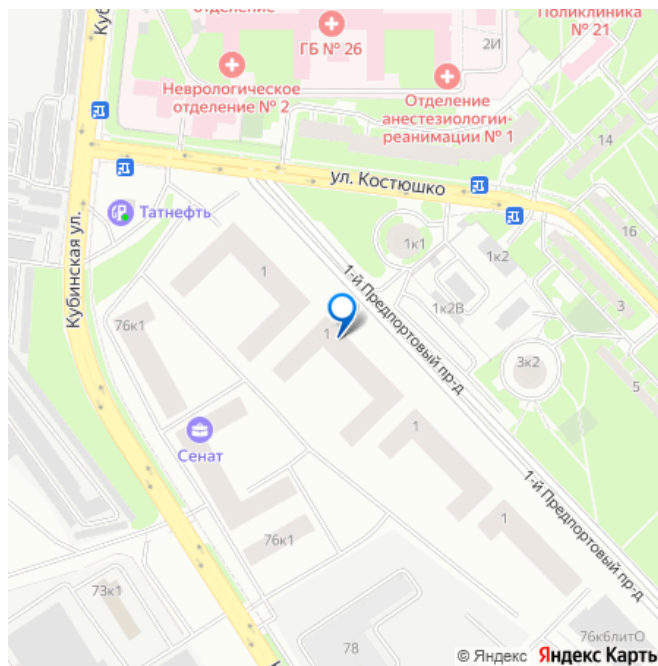 отделение
ГБ № 26
2И
Поликлиника
№ 21
Неврологическое
отделение № 2
Отделение
анестезиологии-
реанимации № 1
14
ул. Костюшко
Татнефть
Кубинская ул.
16
1к1
1к2
1
1-й Предпортовый пр-д
3
1к2В
76к1
1
3к2
5
1
Сенат
1-й Предпортовый пр-д
1
76к1
73к1
78
76к6литО
© Яндекс Яндекс Карть